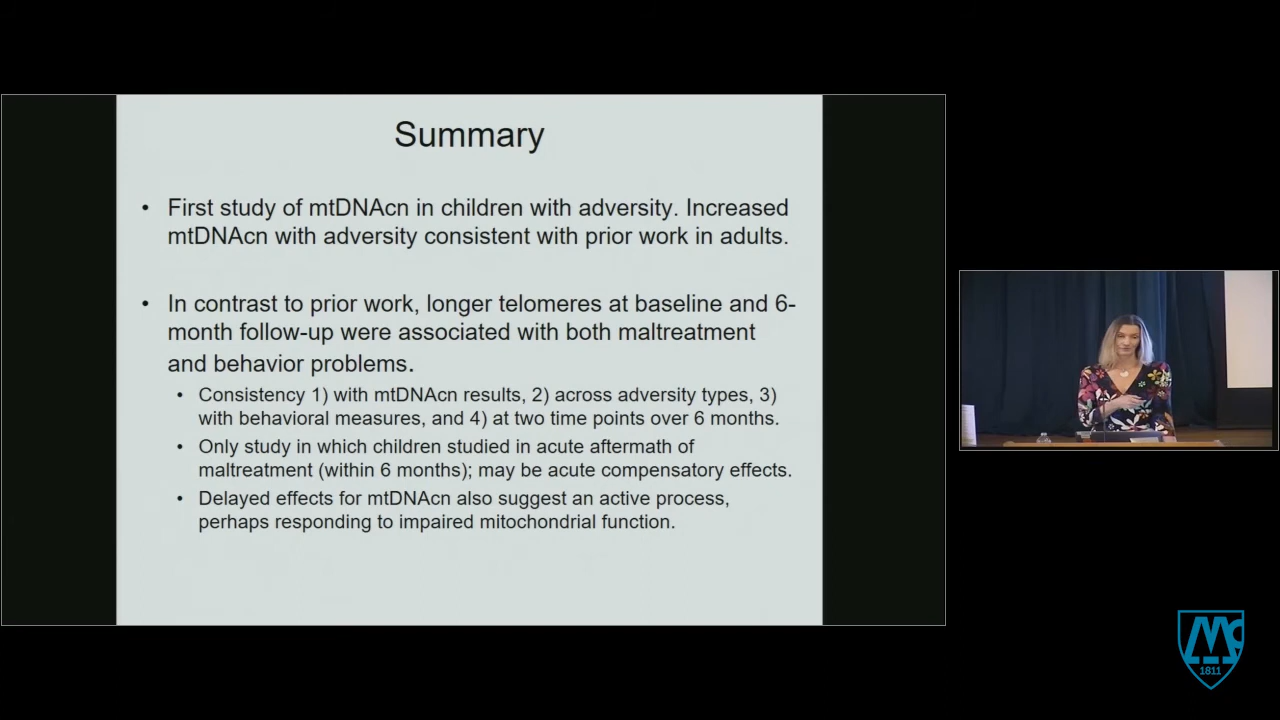 Summary
• First study of mtDNAcn in children with adversity. Increased
mtDNAcn with adversity consistent with prior work in adults.
• In contrast to prior work, longer telomeres at baseline and 6-
month follow-up were associated with both maltreatment
and behavior problems.
• Consistency 1) with mtDNAcn results, 2) across adversity types, 3)
with behavioral measures, and 4) at two time points over 6 months.
• Only study in which children studied in acute aftermath of
maltreatment (within 6 months); may be acute compensatory effects.
• Delayed effects for mtDNAcn also suggest an active process,
perhaps responding to impaired mitochondrial function.
1811